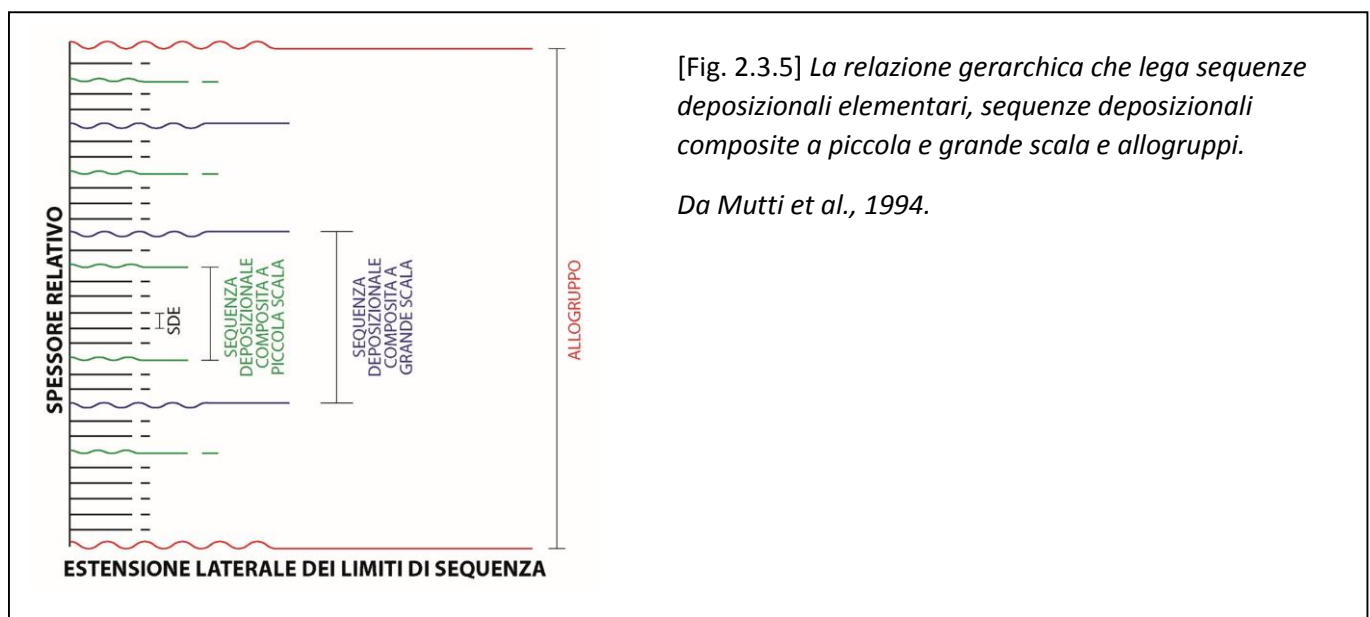 [Fig. 2.3.5] La relazione gerarchica che lega sequenze
deposizionali elementari, sequenze deposizionali
composite a piccola e grande scala e allogruppi.
Da Mutti et al., 1994.
SPESSORE RELATIVO
SDE
SEQUENZA
DEPOSIZIONALE
COMPOSITA A
PICCOLA SCALA
SEQUENZA
DEPOSIZIONALE
COMPOSITA A
GRANDE SCALA
ALLOGRUPPO
ESTENSIONE LATERALE DEI LIMITI DI SEQUENZA